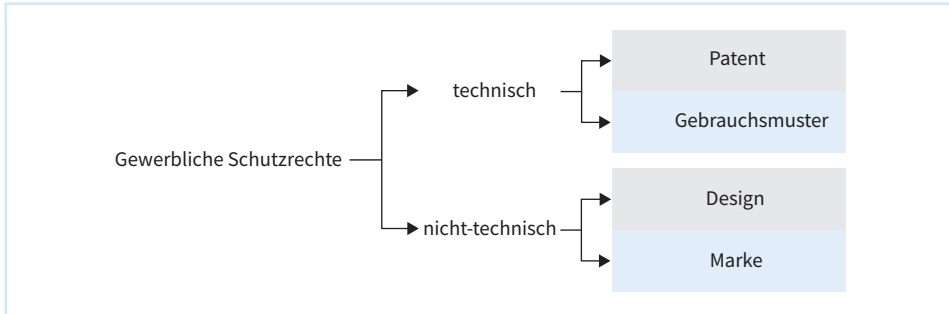 Gewerbliche Schutzrechte
technisch
Patent
Gebrauchsmuster
nicht-technisch
Design
Marke